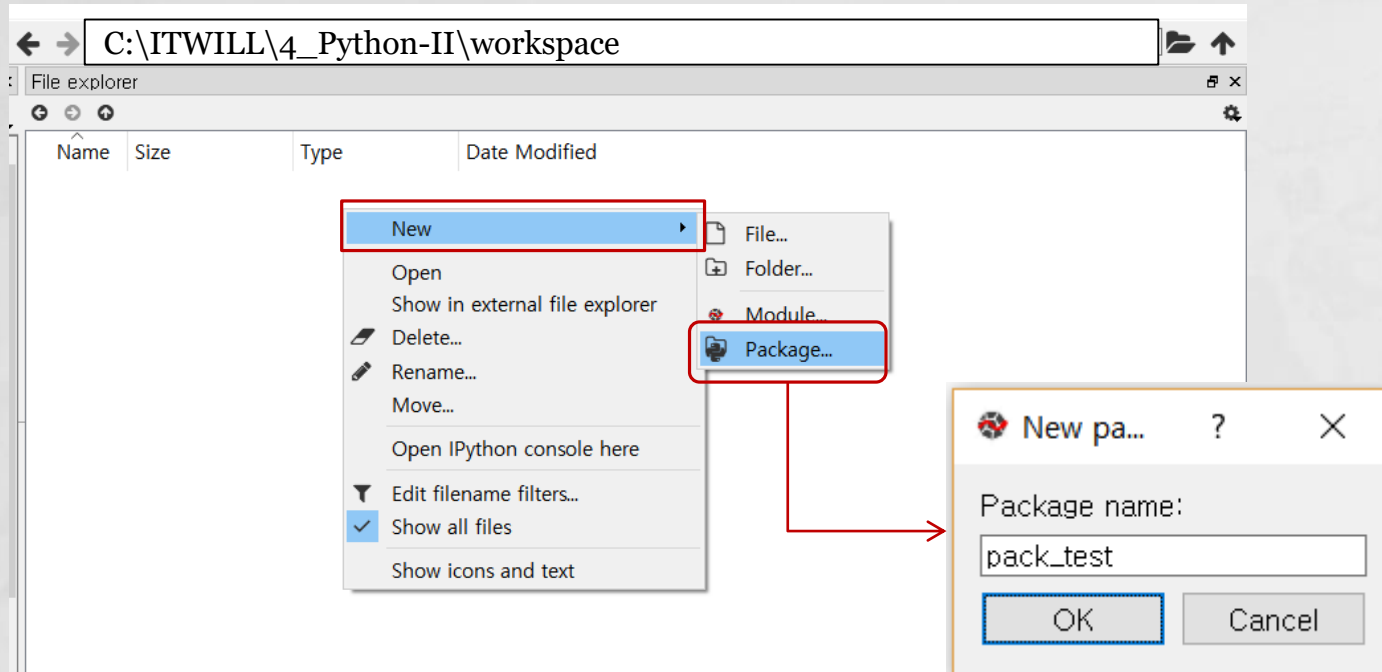 C:\ITWILL\4_Python-II\workspace
File explorer
Name Size Type Date Modified
New
Open
Show in external file explorer
Delete...
Rename...
Move...
Open IPython console here
Edit filename filters...
Show all files
Show icons and text
File...
Folder...
Module...
Package...
New pa... ?
Package name:
pack_test
OK Cancel